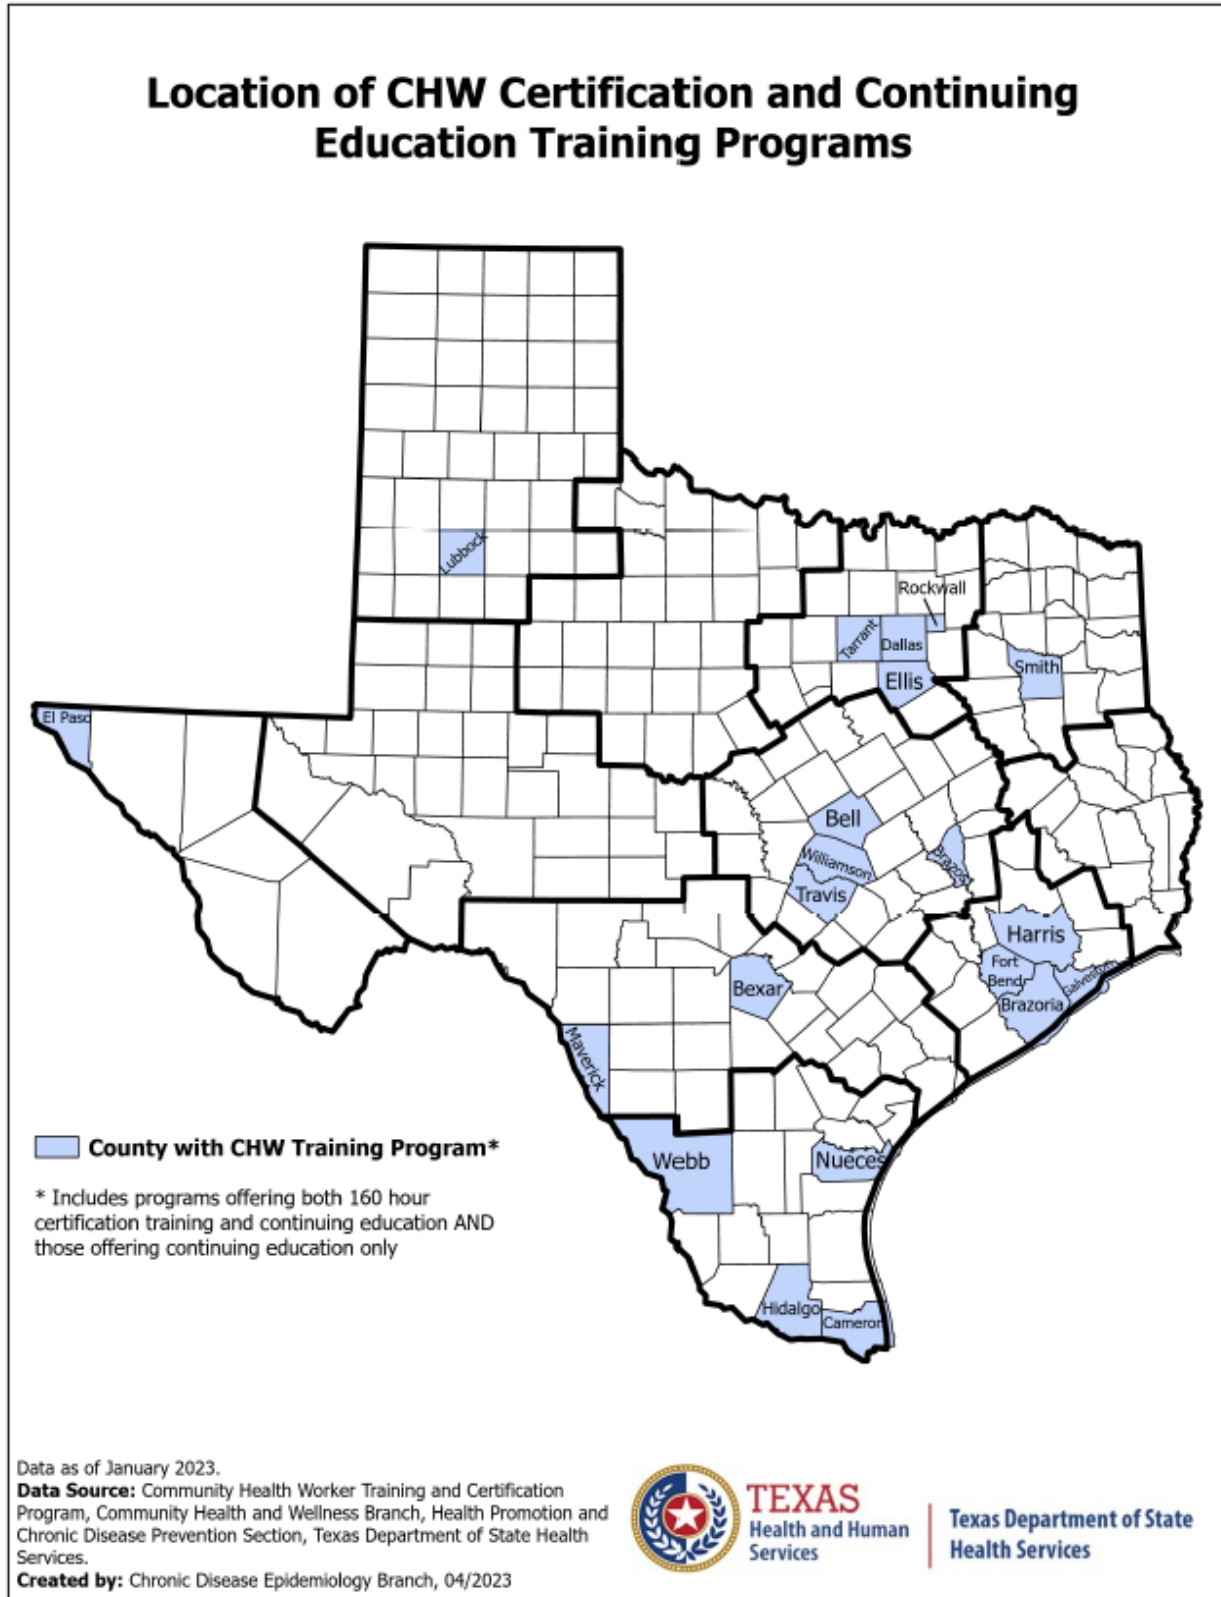 Location of CHW Certification and Continuing
Education Training Programs
Lubbock
Rockwall
Tarrant
Dallas
Ellis
Smith
El Paso
Bell
Williamson
Brazos
Travis
Harris
Fort
Bend
Galveston
Brazoria
Bexar
Maverick
County with CHW Training Program*
Webb
Nueces
* Includes programs offering both 160 hour
certification training and continuing education AND
those offering continuing education only
Hidalgo
Cameron
Data as of January 2023.
Data Source: Community Health Worker Training and Certification
Program, Community Health and Wellness Branch, Health Promotion and
Chronic Disease Prevention Section, Texas Department of State Health
Services.
Created by: Chronic Disease Epidemiology Branch, 04/2023
TEXAS
Health and Human
Services
Texas Department of State
Health Services